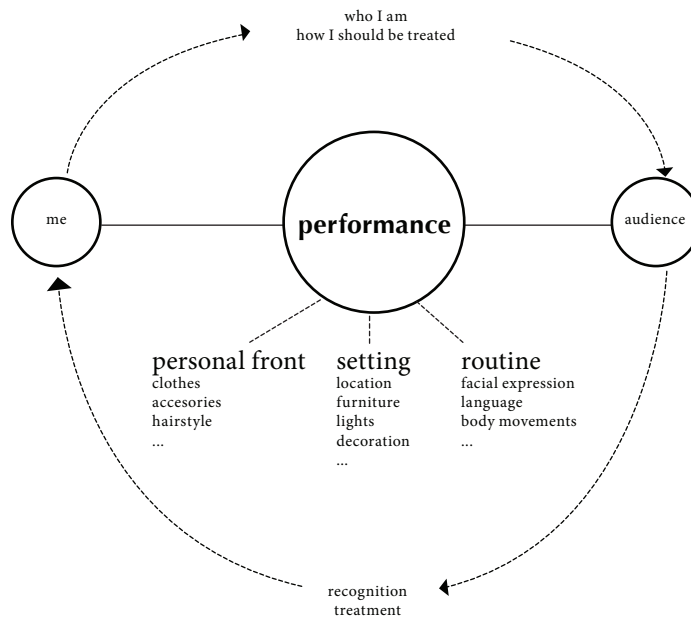 who I am
how I should be treated
me
performance
audience
personal front
clothes
accesories
hairstyle
...
setting
location
furniture
lights
decoration
...
routine
facial expression
language
body movements
...
recognition
treatment